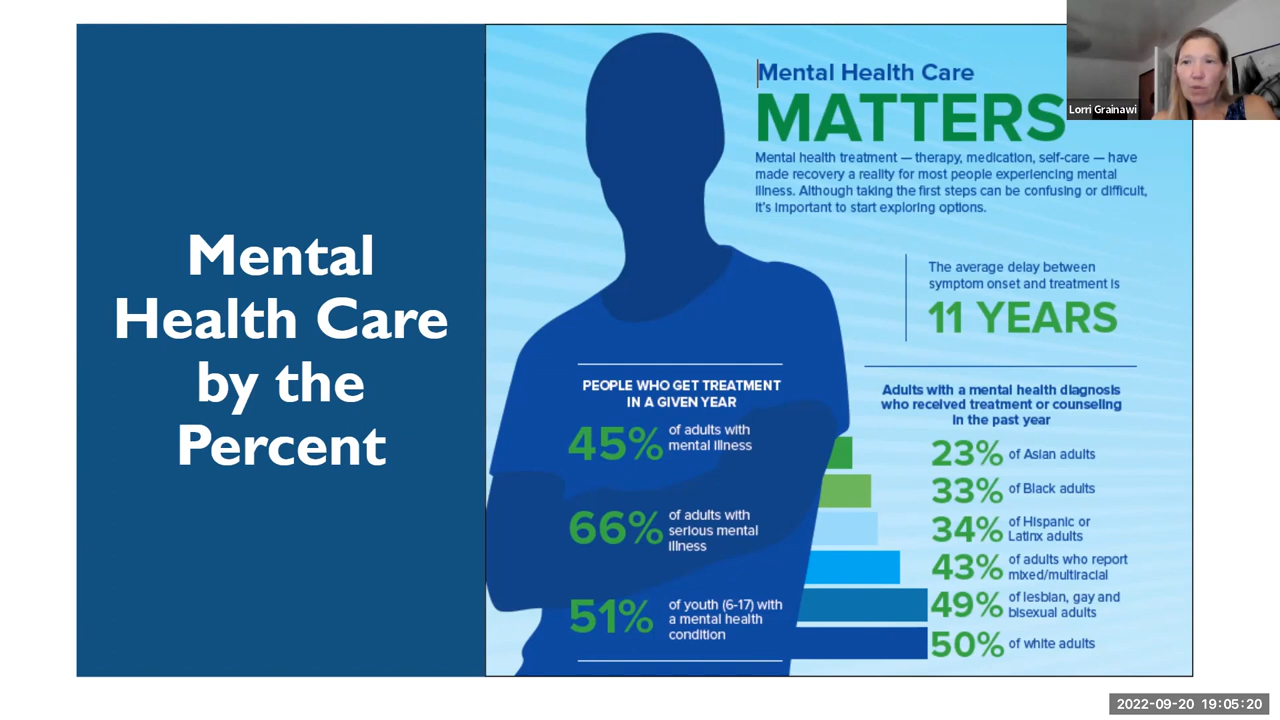 Mental
Health Care
by the
Percent
Mental Health Care
MATTERS
Mental health treatment — therapy, medication, self-care — have
made recovery a reality for most people experiencing mental
illness. Although taking the first steps can be confusing or difficult,
it's important to start exploring options.
The average delay between
symptom onset and treatment is
11 YEARS
PEOPLE WHO GET TREATMENT
IN A GIVEN YEAR
45% of adults with
mental illness
66% of adults with
serious mental
illness
51% of youth (6-17) with
a mental health
condition
Adults with a mental health diagnosis
who received treatment or counseling
in the past year
23% of Asian adults
33% of Black adults
34% of Hispanic or
Latinx adults
43% of adults who report
mixed/multiracial
49% of lesbian, gay and
bisexual adults
50% of white adults
Lorri Grainawi
2022-09-20 19:05:20